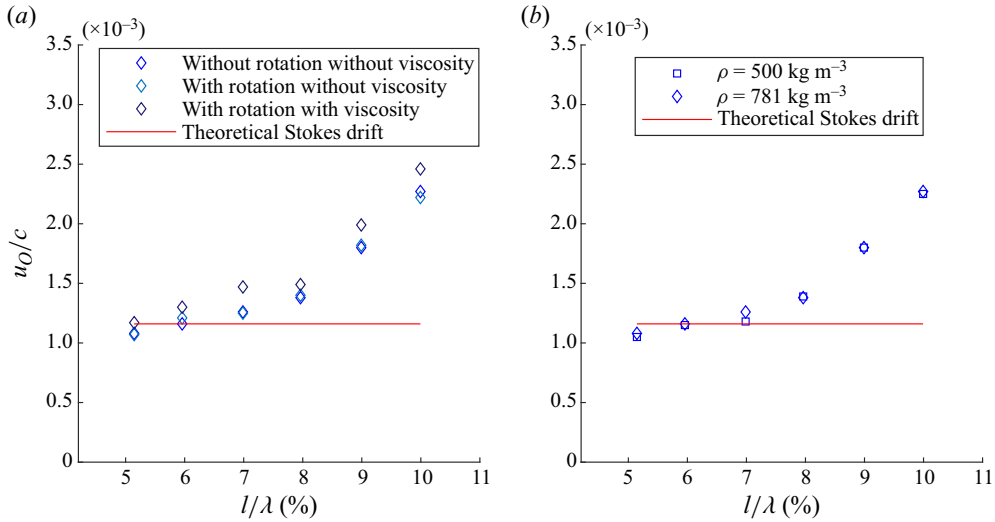 (a)
(×10⁻³)
3.5
3.0
2.5
2.0
1.5
1.0
0.5
0
u_O/c
Without rotation without viscosity
With rotation without viscosity
With rotation with viscosity
Theoretical Stokes drift
5 6 7 8 9 10 11
l/λ (%)
(b)
(×10⁻³)
3.5
3.0
2.5
2.0
1.5
1.0
0.5
0
ρ = 500 kg m⁻³
ρ = 781 kg m⁻³
Theoretical Stokes drift
5 6 7 8 9 10 11
l/λ (%)